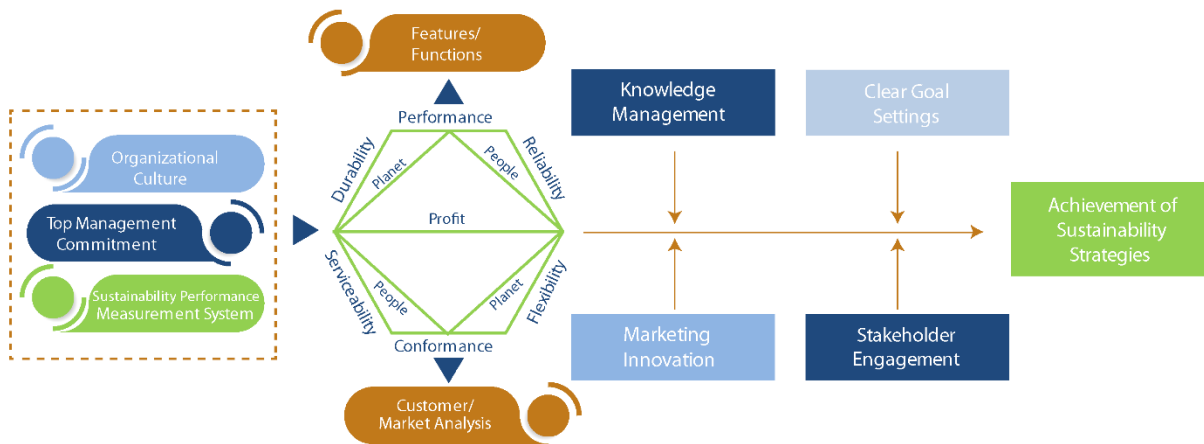 Organizational
Culture
Top Management
Commitment
Sustainability Performance
Measurement System
Features/
Functions
Performance
Durability
Planet
People
Reliability
Profit
Serviceability
People
Planet
Flexibility
Conformance
Customer/
Market Analysis
Knowledge
Management
Clear Goal
Settings
Marketing
Innovation
Stakeholder
Engagement
Achievement of
Sustainability
Strategies